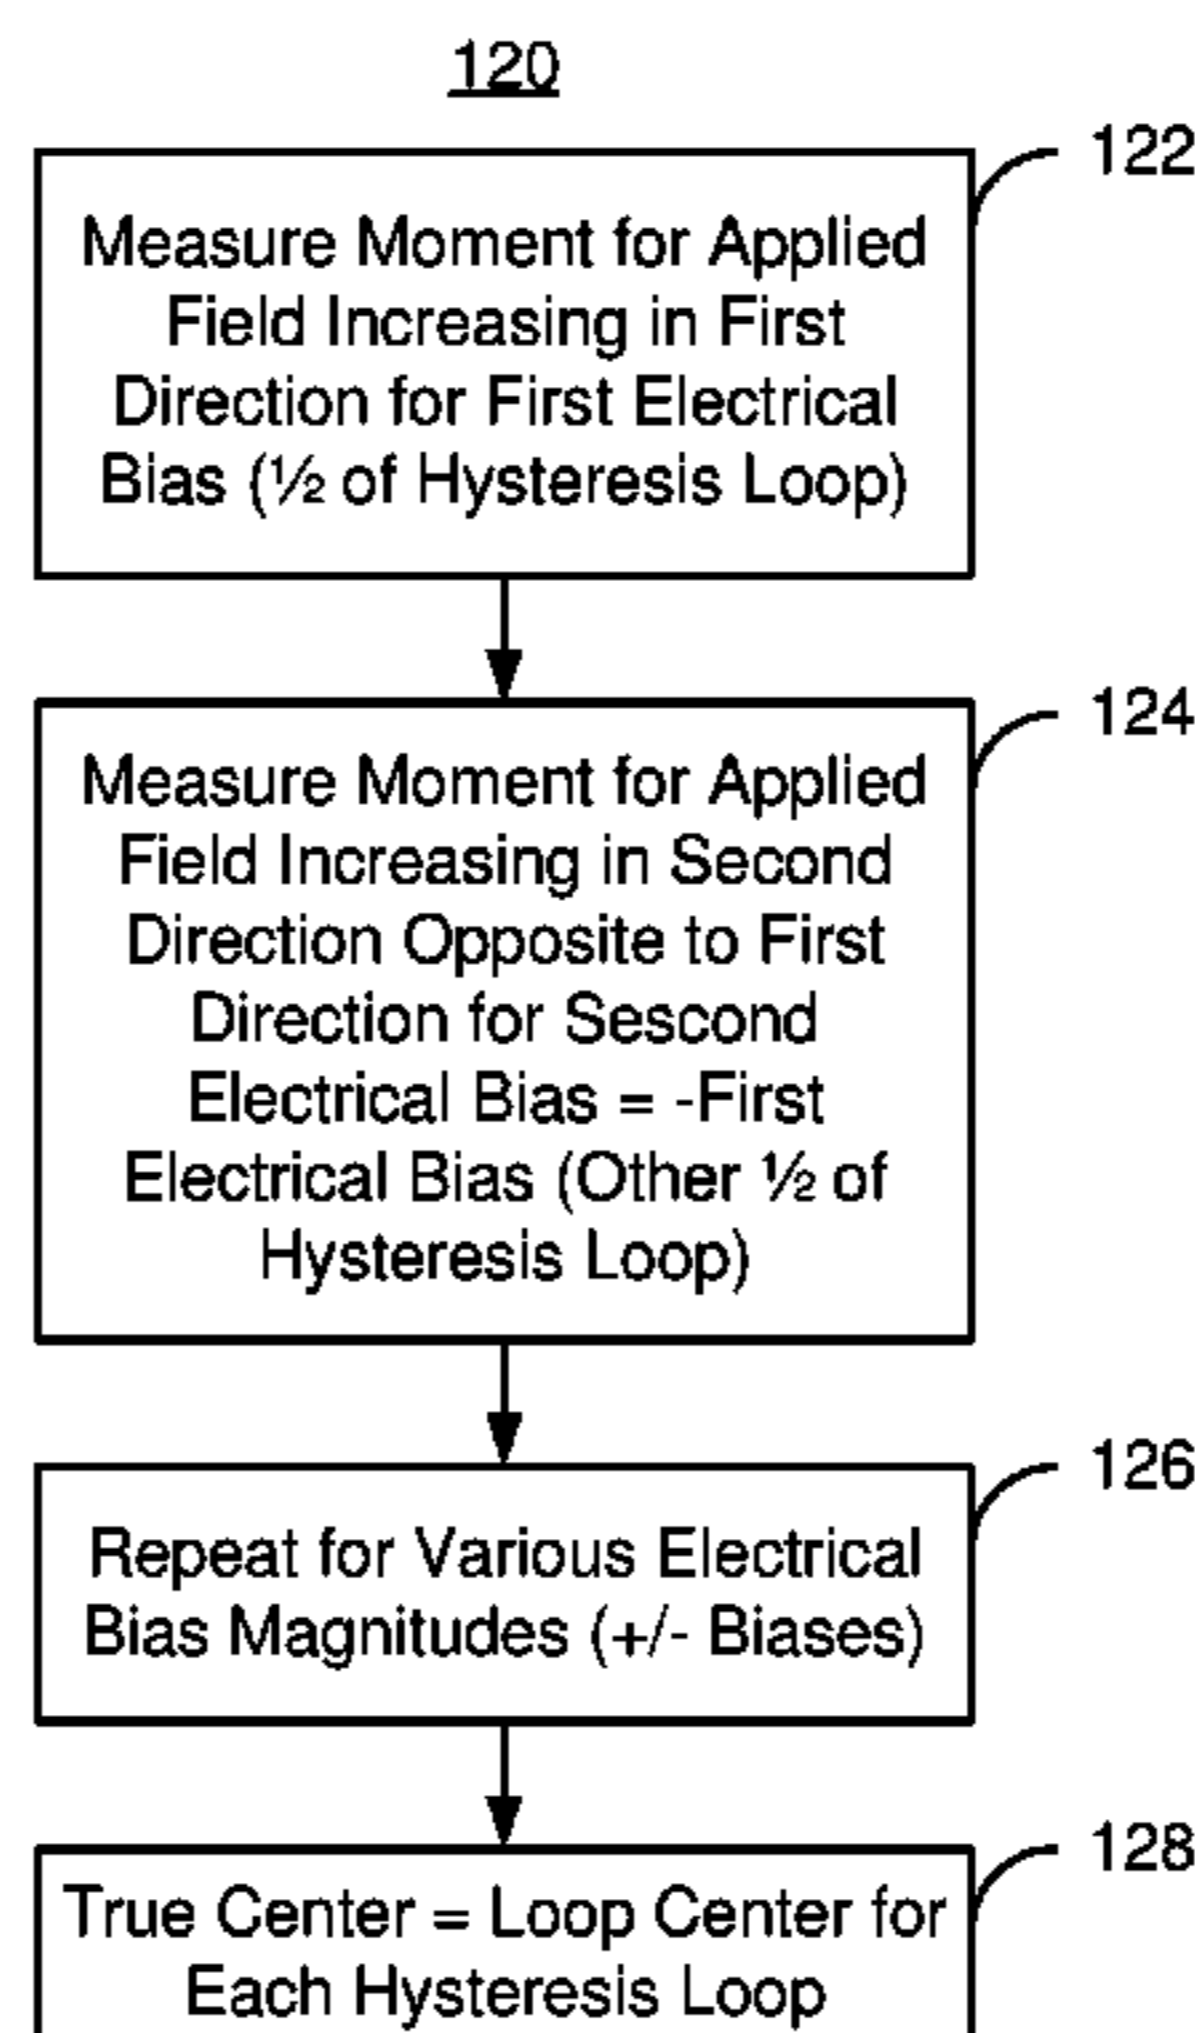 120
122
Measure Moment for Applied
Field Increasing in First
Direction for First Electrical
Bias (½ of Hysteresis Loop)
124
Measure Moment for Applied
Field Increasing in Second
Direction Opposite to First
Direction for Sescond
Electrical Bias = -First
Electrical Bias (Other ½ of
Hysteresis Loop)
126
Repeat for Various Electrical
Bias Magnitudes (+/- Biases)
128
True Center = Loop Center for
Each Hysteresis Loop